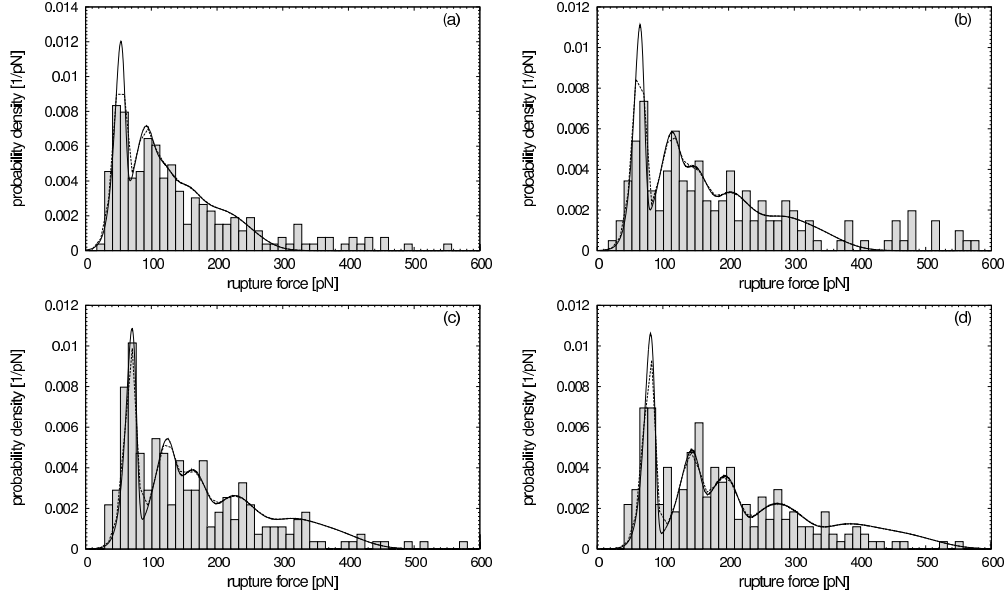 (a)
probability density [1/pN]
0.014
0.012
0.01
0.008
0.006
0.004
0.002
0
0 100 200 300 400 500 600
rupture force [pN]
(b)
probability density [1/pN]
0.012
0.01
0.008
0.006
0.004
0.002
0
0 100 200 300 400 500 600
rupture force [pN]
(c)
probability density [1/pN]
0.012
0.01
0.008
0.006
0.004
0.002
0
0 100 200 300 400 500 600
rupture force [pN]
(d)
probability density [1/pN]
0.012
0.01
0.008
0.006
0.004
0.002
0
0 100 200 300 400 500 600
rupture force [pN]